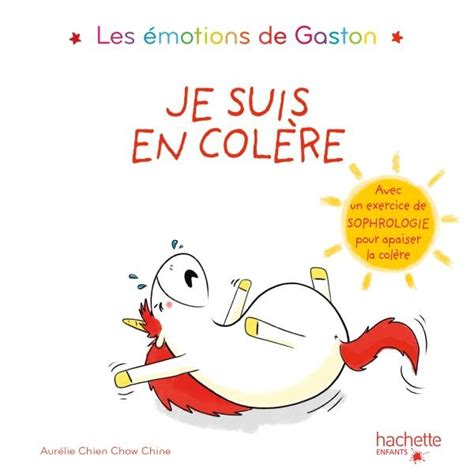 Les émotions de Gaston
JE SUIS
EN COLÈRE
Avec
un exercice de
SOPHROLOGIE
pour apaiser
la colère
Aurélie Chien Chow Chine
hachette
ENFANTS